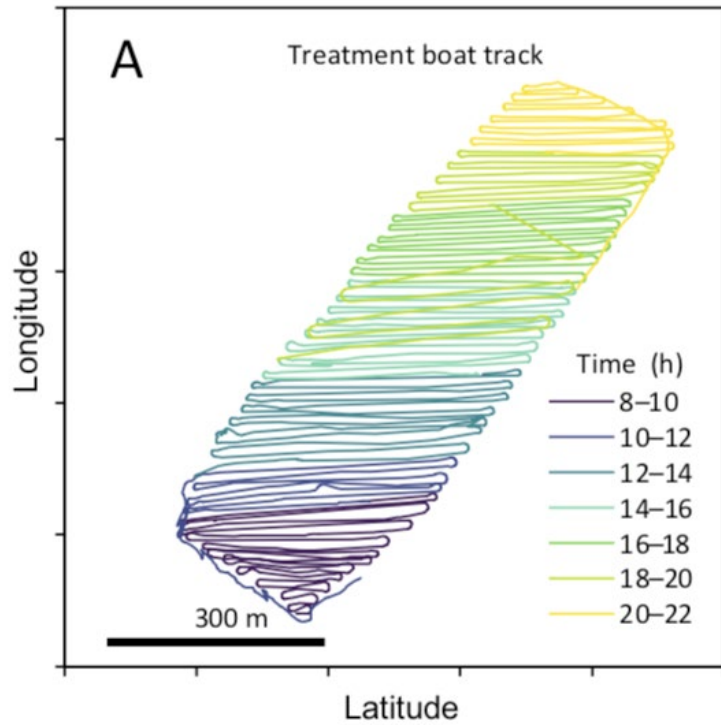 A
Treatment boat track
Longitude
Time (h)
8–10
10–12
12–14
14–16
16–18
18–20
20–22
300 m
Latitude